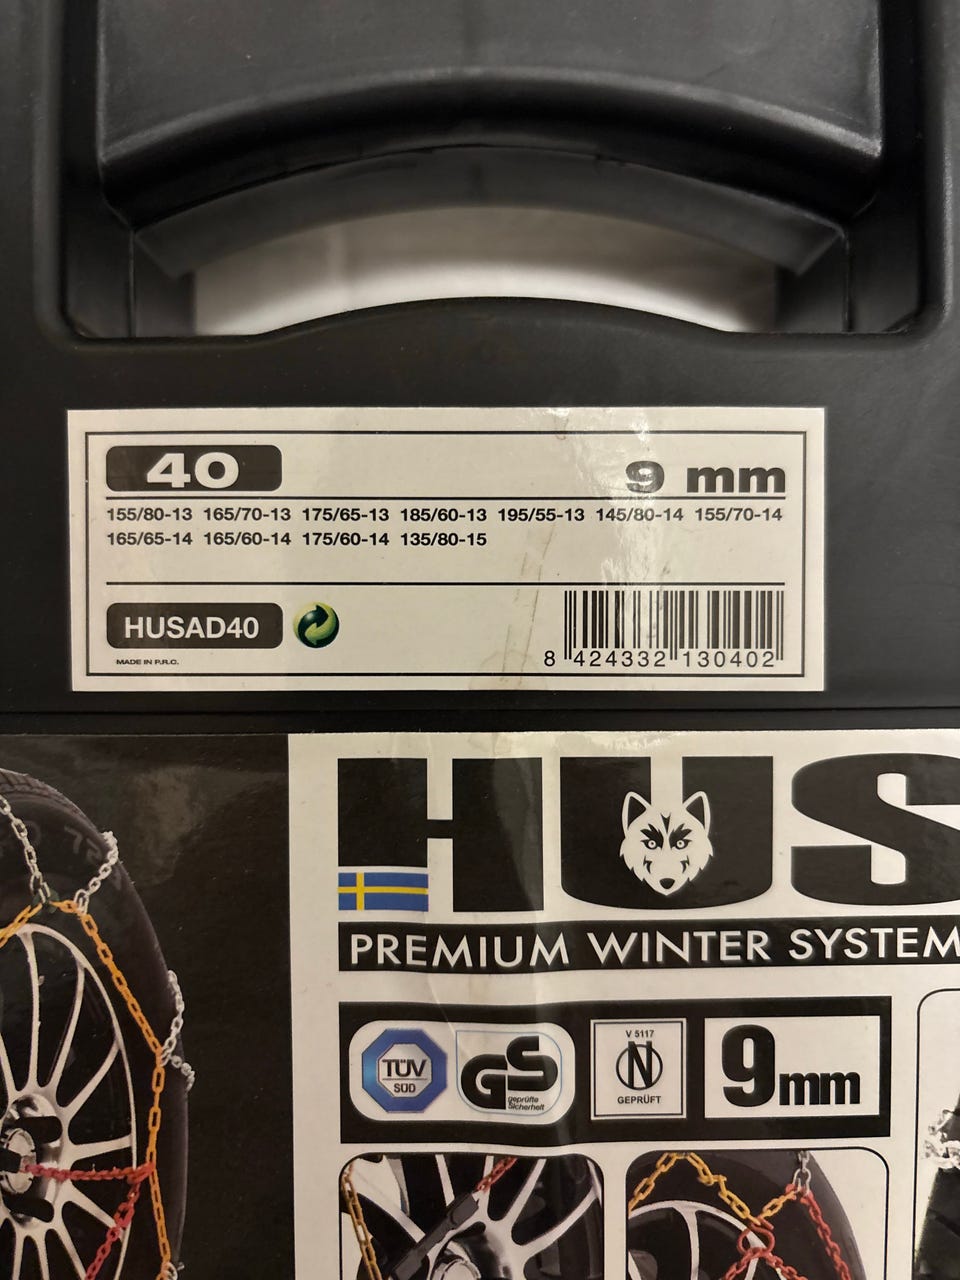 40
9 mm
155/80-13 165/70-13 175/65-13 185/60-13 195/55-13 145/80-14 155/70-14
165/65-14 165/60-14 175/60-14 135/80-15
HUSAD40
MADE IN P.R.C.
8 424332 130402
HUS
PREMIUM WINTER SYSTEM
TÜV
SÜD
GS
geprüfte
Sicherheit
V 5117
N
GEPRÜFT
9mm